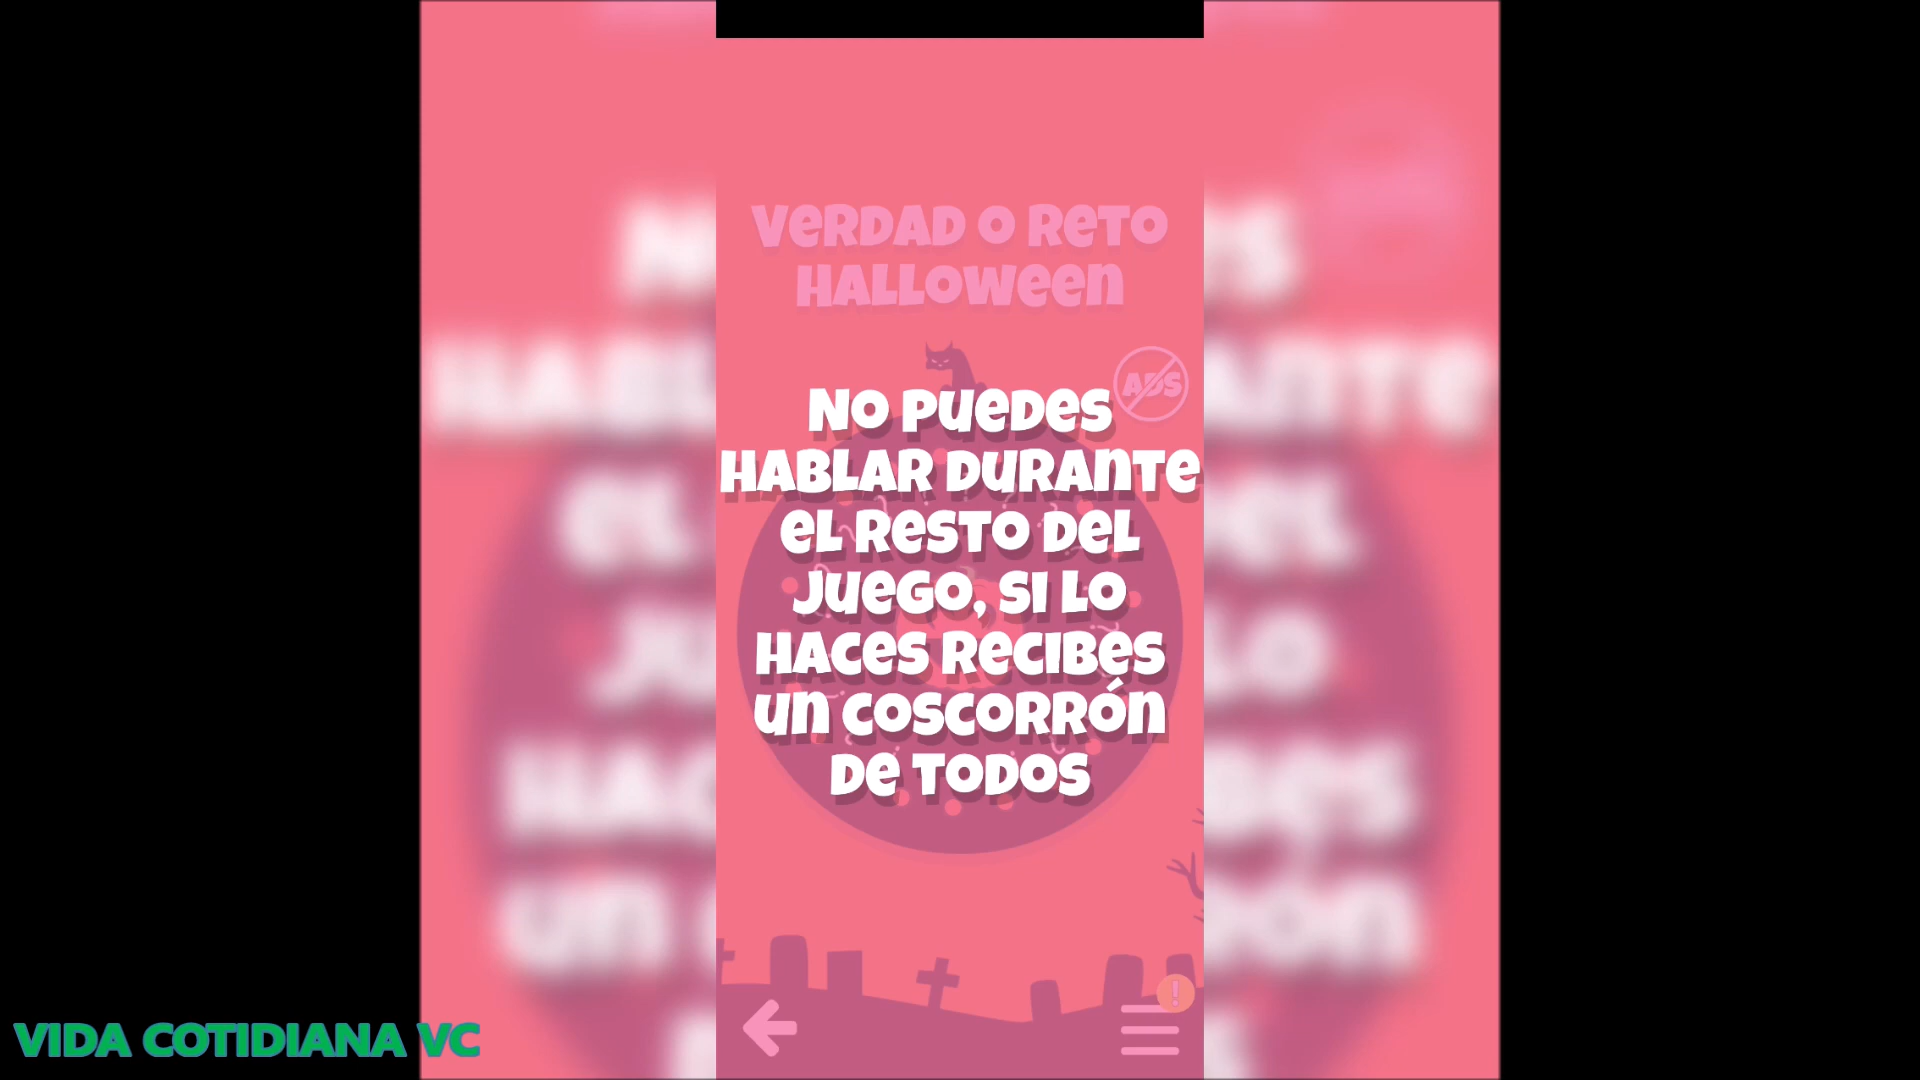 VERDAD O RETO
HALLOWEEN
ADS
NO PUEDES
HABLAR DURANTE
EL RESTO DEL
JUEGO, SI LO
HACES RECIBES
UN COSCORRÓN
DE TODOS
!
VIDA COTIDIANA VC